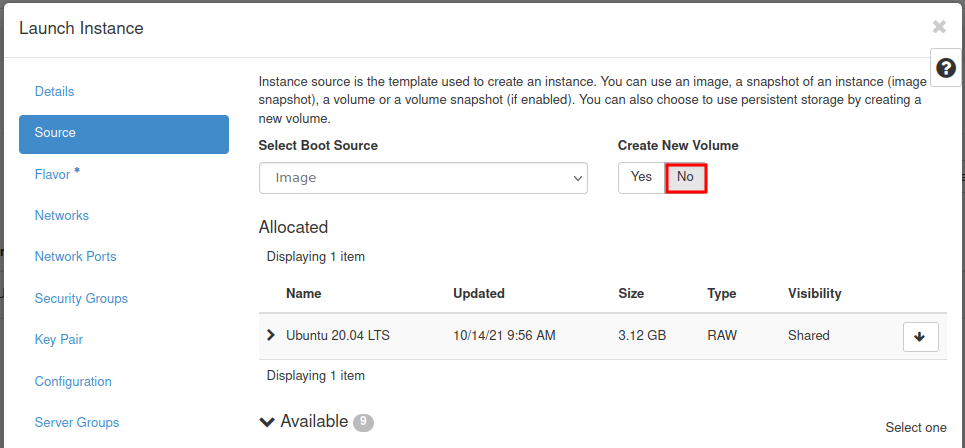 Launch Instance
Details
Source
Flavor *
Networks
Network Ports
Security Groups
Key Pair
Configuration
Server Groups
Instance source is the template used to create an instance. You can use an image, a snapshot of an instance (image
snapshot), a volume or a volume snapshot (if enabled). You can also choose to use persistent storage by creating a
new volume.
Select Boot Source
Create New Volume
Image
Yes No
Allocated
Displaying 1 item
Name Updated Size Type Visibility
Ubuntu 20.04 LTS 10/14/21 9:56 AM 3.12 GB RAW Shared
Displaying 1 item
Available 9
Select one